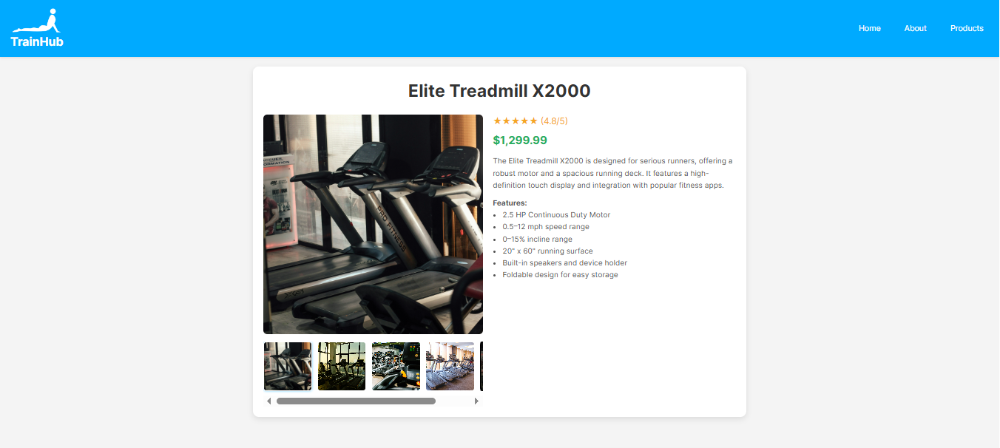 TrainHub
Home
About
Products
Elite Treadmill X2000
★★★★★ (4.8/5)
$1,299.99
The Elite Treadmill X2000 is designed for serious runners, offering a
robust motor and a spacious running deck. It features a high-
definition touch display and integration with popular fitness apps.
Features:
• 2.5 HP Continuous Duty Motor
• 0.5–12 mph speed range
• 0–15% incline range
• 20" x 60" running surface
• Built-in speakers and device holder
• Foldable design for easy storage
ACCUEIL
PRO FITNESS